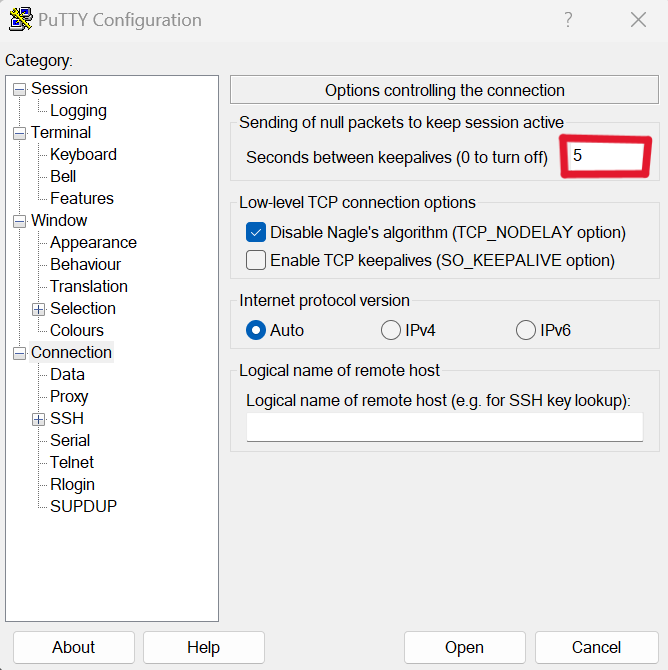 PuTTY Configuration
?
Category:
Session
Logging
Terminal
Keyboard
Bell
Features
Window
Appearance
Behaviour
Translation
Selection
Colours
Connection
Data
Proxy
SSH
Serial
Telnet
Rlogin
SUPDUP
Options controlling the connection
Sending of null packets to keep session active
Seconds between keepalives (0 to turn off) 5
Low-level TCP connection options
Disable Nagle's algorithm (TCP_NODELAY option)
Enable TCP keepalives (SO_KEEPALIVE option)
Internet protocol version
Auto IPv4 IPv6
Logical name of remote host
Logical name of remote host (e.g. for SSH key lookup):
About Help Open Cancel